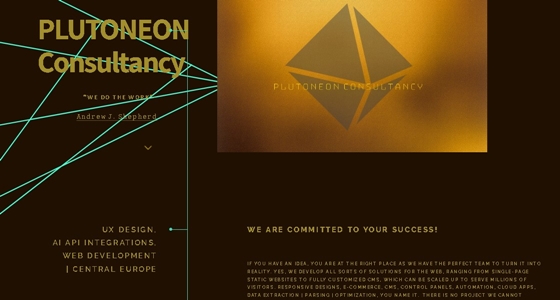 PLUTONEON
Consultancy
"WE DO THE WORK"
Andrew J. Shepherd
PLUTONEON CONSULTANCY
UX DESIGN.
AI API INTEGRATIONS.
WEB DEVELOPMENT
| CENTRAL EUROPE
WE ARE COMMITTED TO YOUR SUCCESS!
IF YOU HAVE AN IDEA, YOU ARE AT THE RIGHT PLACE AS WE HAVE THE PERFECT TEAM TO TURN IT INTO
REALITY. YES, WE DEVELOP ALL SORTS OF SOLUTIONS FOR THE WEB, RANGING FROM SINGLE-PAGE
STATIC WEBSITES TO FULLY CUSTOMIZED CMS, WHICH CAN BE SCALED UP TO SERVE MILLIONS OF
VISITORS. RESPONSIVE DESIGNS, E-COMMERCE, CMS, CONTROL PANELS, AUTOMATION, CLOUD APPS,
DATA EXTRACTION | PARSING | OPTIMIZATION, YOU NAME IT. THERE IS NO PROJECT WE CANNOT